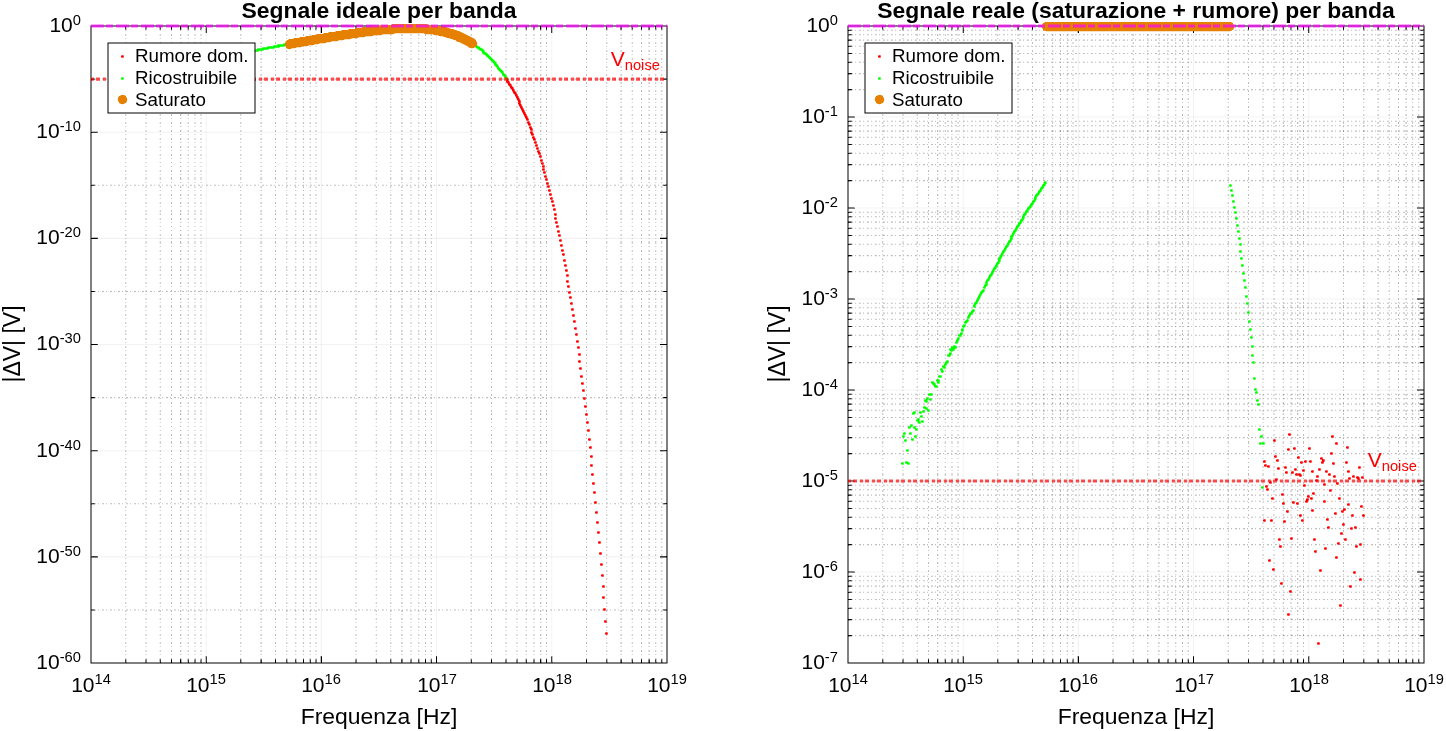 Segnale ideale per banda
10^0
10^-10
10^-20
10^-30
10^-40
10^-50
10^-60
|ΔV| [V]
Rumore dom.
Ricostruibile
Saturato
V_noise
10^14 10^15 10^16 10^17 10^18 10^19
Frequenza [Hz]
Segnale reale (saturazione + rumore) per banda
10^0
10^-1
10^-2
10^-3
10^-4
10^-5
10^-6
10^-7
|ΔV| [V]
Rumore dom.
Ricostruibile
Saturato
V_noise
10^14 10^15 10^16 10^17 10^18 10^19
Frequenza [Hz]